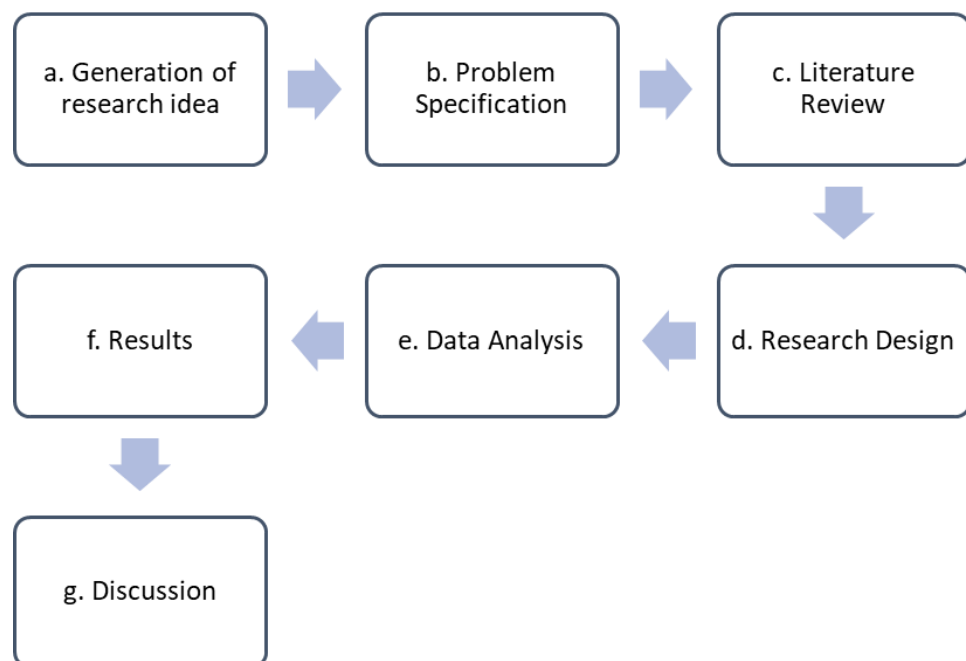 a. Generation of
research idea
b. Problem
Specification
c. Literature
Review
d. Research Design
e. Data Analysis
f. Results
g. Discussion